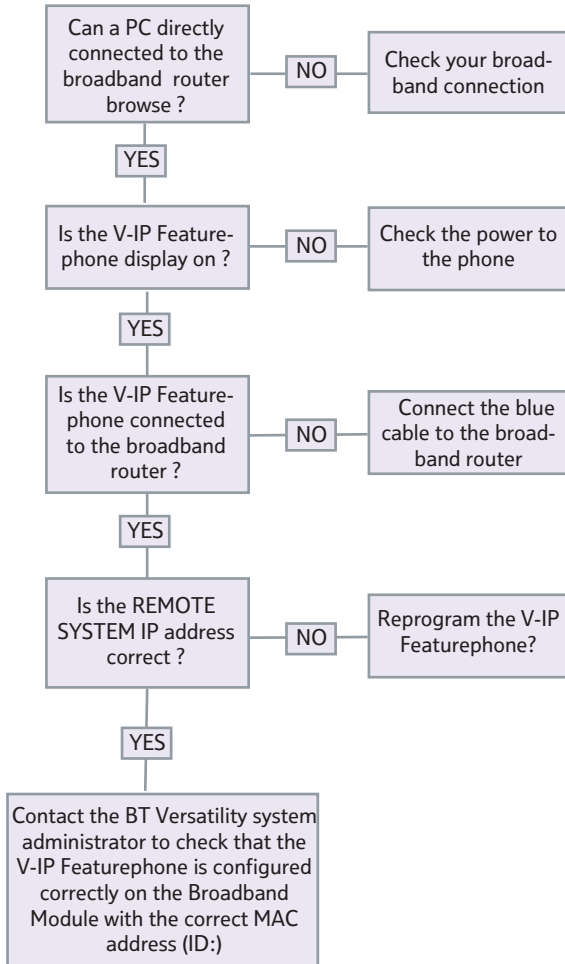 Can a PC directly
connected to the
broadband router
browse ?
NO
Check your broad-
band connection
YES
Is the V-IP Feature-
phone display on ?
NO
Check the power to
the phone
YES
Is the V-IP Feature-
phone connected
to the broadband
router ?
NO
Connect the blue
cable to the broad-
band router
YES
Is the REMOTE
SYSTEM IP address
correct ?
NO
Reprogram the V-IP
Featurephone?
YES
Contact the BT Versatility system
administrator to check that the
V-IP Featurephone is configured
correctly on the Broadband
Module with the correct MAC
address (ID:)